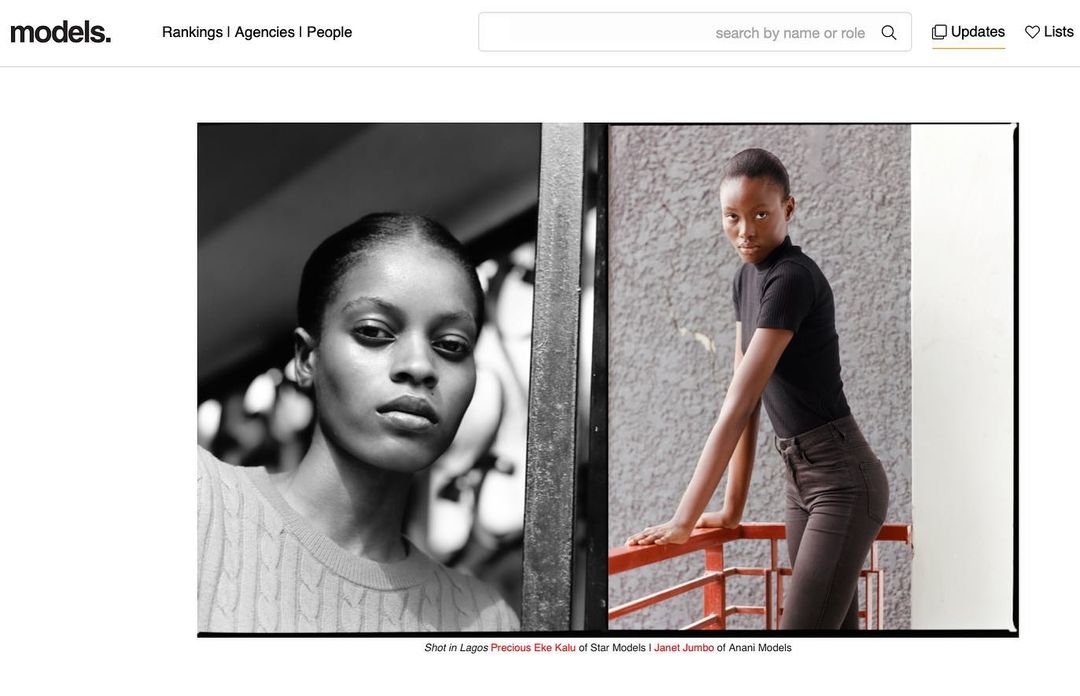 models.
Rankings | Agencies | People
search by name or role
Updates
Lists
Shot in Lagos Precious Eke Kalu of Star Models | Janet Jumbo of Anani Models